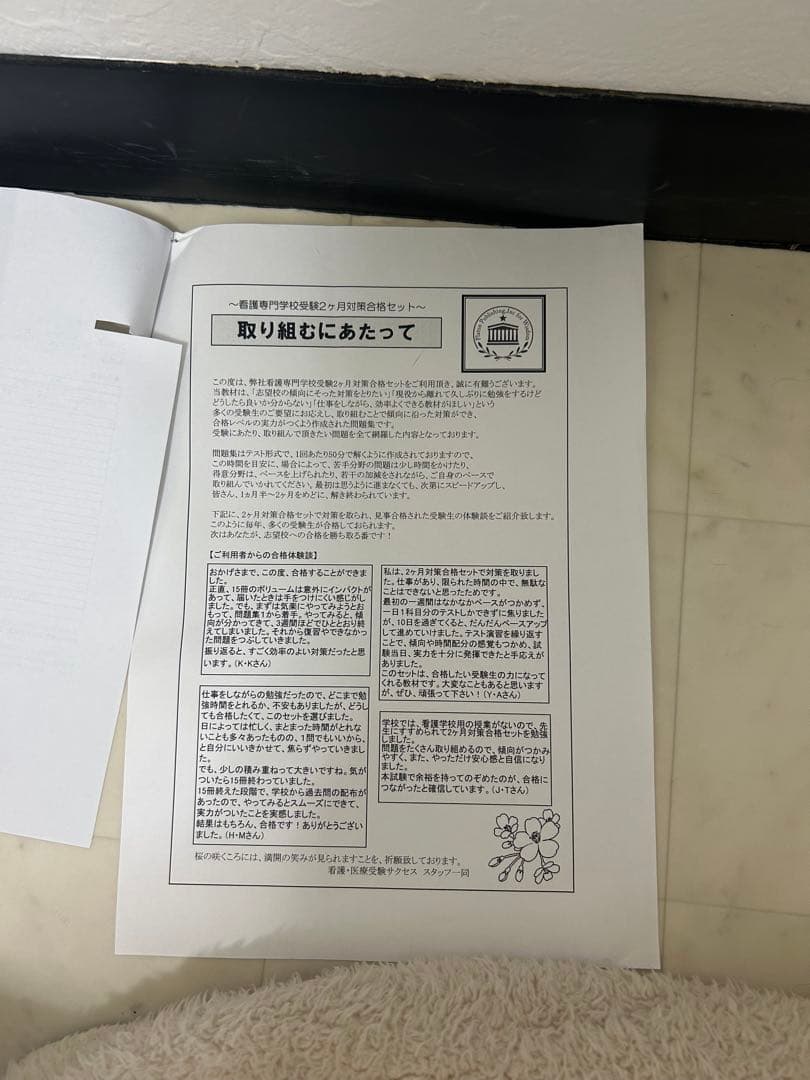 ～看護専門学校受験2ヶ月対策合格セット～
取り組むにあたって
Platon Publishing,Inc for Wisdom
この度は、弊社看護専門学校受験2ヶ月対策合格セットをご利用頂き、誠に有難うございます。
当教材は、「志望校の傾向にそった対策をとりたい」「現役から離れて久しぶりに勉強をするけど
どうしたら良いか分からない」「仕事をしながら、効率よくできる教材がほしい」という
多くの受験生のご要望にお応えし、取り組むことで傾向に沿った対策ができ、
合格レベルの実力がつくよう作成された問題集です。
受験にあたり、取り組んで頂きたい問題を全て網羅した内容となっております。
問題集はテスト形式で、1回あたり50分で解くように作成されておりますので、
この時間を目安に、場合によって、苦手分野の問題は少し時間をかけたり、
得意分野は、ペースを上げられたり、若干の加減をされながら、ご自身のペースで
取り組んでいかれてください。最初は思うように進まなくても、次第にスピードアップし、
皆さん、1ヵ月半～2ヶ月をめどに、解き終わられています。
下記に、2ヶ月対策合格セットで対策を取られ、見事合格された受験生の体験談をご紹介致します。
このように毎年、多くの受験生が合格しておられます。
次はあなたが、志望校への合格を勝ち取る番です！
【ご利用者からの合格体験談】
おかげさまで、この度、合格することができま
した。
正直、15冊のボリュームは意外にインパクトが
あって、届いたときは手をつけにくい感じがし
ました。でも、まずは気楽にやってみようとお
もって、問題集1から着手。やってみると、傾
向が分かってきて、3週間ほどでひととおり終
えてしまいました。それから復習やできなかっ
た問題をつぶしていきました。
振り返ると、すごく効率のよい対策だったと思
います。（K・Kさん）
私は、2ヶ月対策合格セットで対策を取りまし
た。仕事があり、限られた時間の中で、無駄な
ことはできないと思ったためです。
最初の一週間はなかなかペースがつかめず、
一日1科目分のテストしかできずに焦りました
が、10日を過ぎてくると、だんだんペースアップ
して進めていけました。テスト演習を繰り返す
ことで、傾向や時間配分の感覚もつかめ、試
験当日、実力を十分に発揮できたと手応えが
ありました。
このセットは、合格したい受験生の力になって
くれる教材です。大変なこともあると思います
が、ぜひ、頑張って下さい！（Y・Aさん）
仕事をしながらの勉強だったので、どこまで勉
強時間をとれるか、不安もありましたが、どうし
ても合格したくて、このセットを選びました。
日によっては忙しく、まとまった時間がとれな
いことも多々あったものの、1問でもいいから、
と自分にいいきかせて、焦らずやっていきまし
た。
でも、少しの積み重ねって大きいですね。気が
ついたら15冊終わっていました。
15冊終えた段階で、学校から過去問の配布が
あったので、やってみるとスムーズにできて、
実力がついたことを実感しました。
結果はもちろん、合格です！ありがとうござい
ました。（H・Mさん）
学校では、看護学校用の授業がないので、先
生にすすめられて2ヶ月対策合格セットを勉強
しました。
問題をたくさん取り組めるので、傾向がつかみ
やすく、また、やっただけ安心感と自信になり
ました。
本試験で余裕を持ってのぞめたのが、合格に
つながったと確信しています。（J・Tさん）
桜の咲くころには、満開の笑みが見られますことを、祈願致しております。
看護・医療受験サクセス スタッフ一同